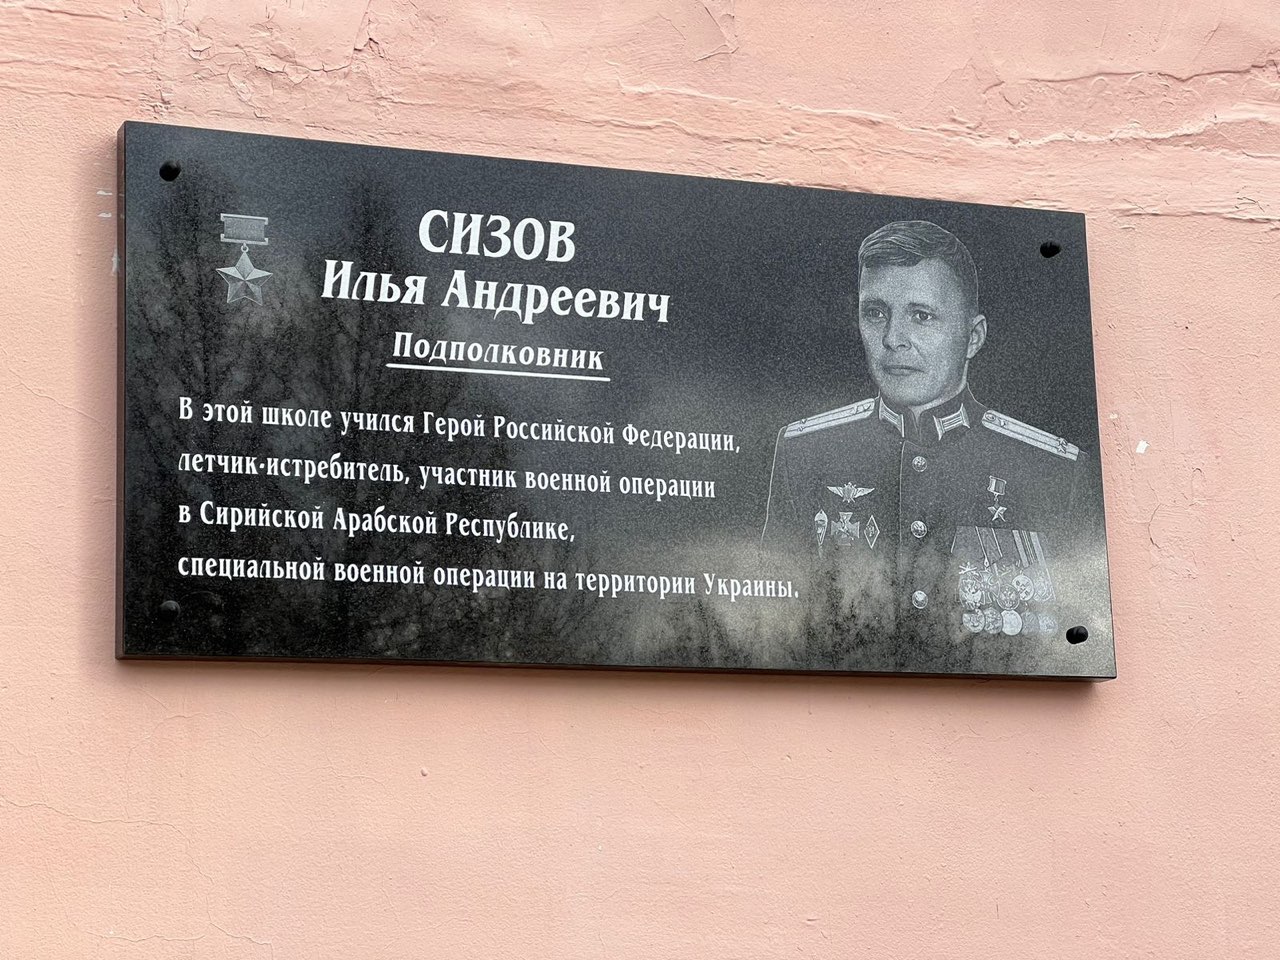 СИЗОВ
Илья Андреевич
Подполковник
В этой школе учился Герой Российской Федерации,
летчик-истребитель, участник военной операции
в Сирийской Арабской Республике,
специальной военной операции на территории Украины.